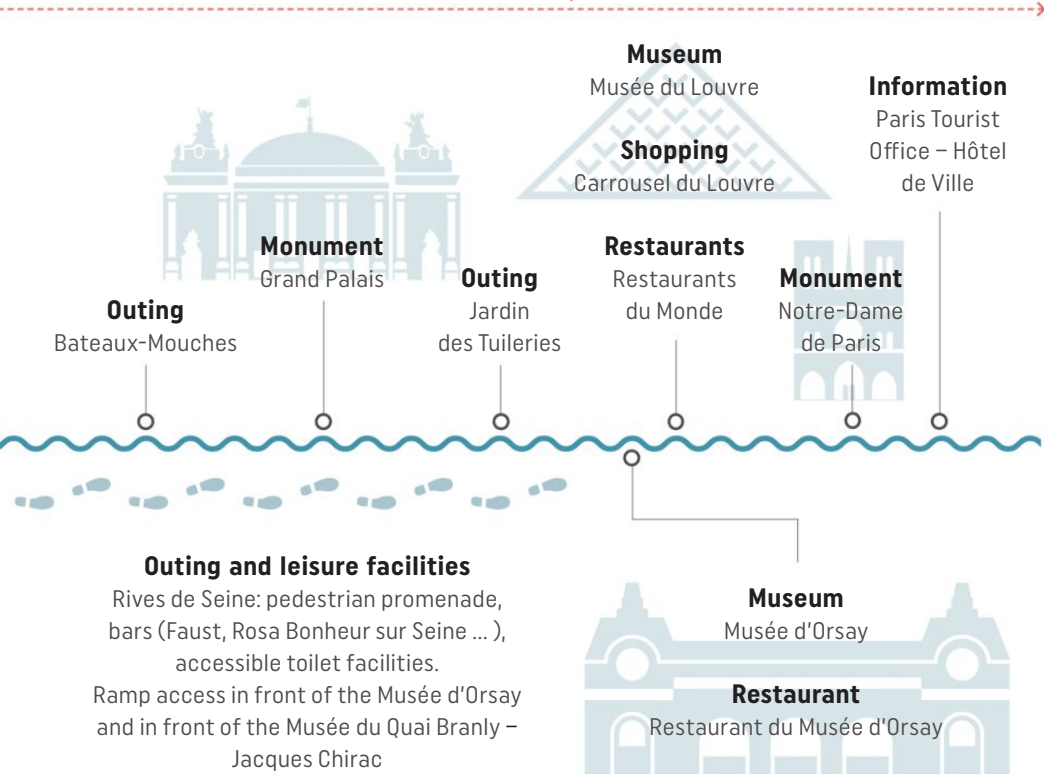 Museum
Musée du Louvre
Shopping
Carrousel du Louvre
Information
Paris Tourist
Office – Hôtel
de Ville
Monument
Grand Palais
Outing
Bateaux-Mouches
Outing
Jardin
des Tuileries
Restaurants
Restaurants
du Monde
Monument
Notre-Dame
de Paris
Outing and leisure facilities
Rives de Seine: pedestrian promenade,
bars (Faust, Rosa Bonheur sur Seine ... ),
accessible toilet facilities.
Ramp access in front of the Musée d'Orsay
and in front of the Musée du Quai Branly –
Jacques Chirac
Museum
Musée d'Orsay
Restaurant
Restaurant du Musée d'Orsay